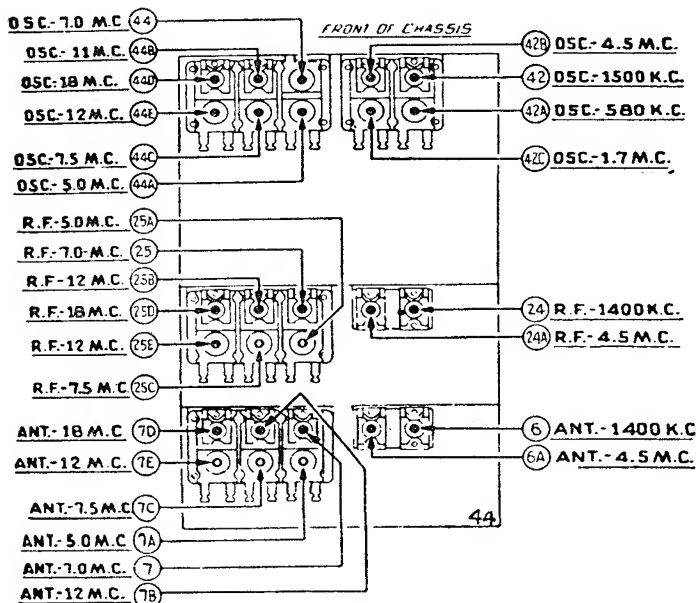 FRONT OF CHASSIS
OSC.-7.0 M.C 44
OSC.-11 M.C. 44B
OSC.-18 M.C. 44D
OSC.-12 M.C. 44E
OSC.-7.5 M.C. 44C
OSC.-5.0 M.C. 44A
42B OSC.-4.5 M.C.
42 OSC.-1500 K.C.
42A OSC.-580 K.C.
42C OSC.-1.7 M.C.
R.F.-5.0 M.C. 25A
R.F.-7.0-M.C. 25
R.F.-12 M.C. 25B
R.F.-18 M.C. 25D
R.F.-12 M.C. 25E
R.F.-7.5 M.C 25C
24 R.F.-1400 K.C.
24A R.F.-4.5 M.C.
ANT.-18 M.C 7D
ANT.-12 M.C. 7E
ANT.-7.5 M.C 7C
ANT.-5.0 M.C 7A
ANT.-7.0 M.C. 7
ANT.-12 M.C. 7B
6 ANT.-1400 K.C
6A ANT.-4.5 M.C.
44